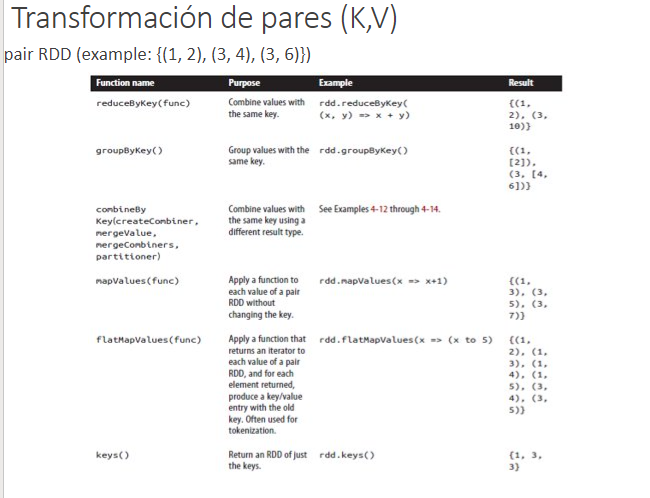 Transformación de pares (K,V)
pair RDD (example: {(1, 2), (3, 4), (3, 6)})
Function name Purpose Example Result
reduceByKey(func) Combine values with rdd.reduceByKey( {(1,
the same key. (x, y) => x + y) 2), (3,
10)}
groupByKey() Group values with the rdd.groupByKey() {(1,
same key. [2]),
(3, [4,
6])}
combineBy Combine values with See Examples 4-12 through 4-14.
Key(createCombiner, the same key using a
mergeValue, different result type.
mergeCombiners,
partitioner)
mapValues(func) Apply a function to rdd.mapValues(x => x+1) {(1,
each value of a pair 3), (3,
RDD without 5), (3,
changing the key. 7)}
flatMapValues(func) Apply a function that rdd.flatMapValues(x => (x to 5) {(1,
returns an iterator to 2), (1,
each value of a pair 3), (1,
RDD, and for each 4), (1,
element returned, 5), (3,
produce a key/value 4), (3,
entry with the old 5)}
key. Often used for
tokenization.
keys() Return an RDD of just rdd.keys() {1, 3,
the keys. 3}